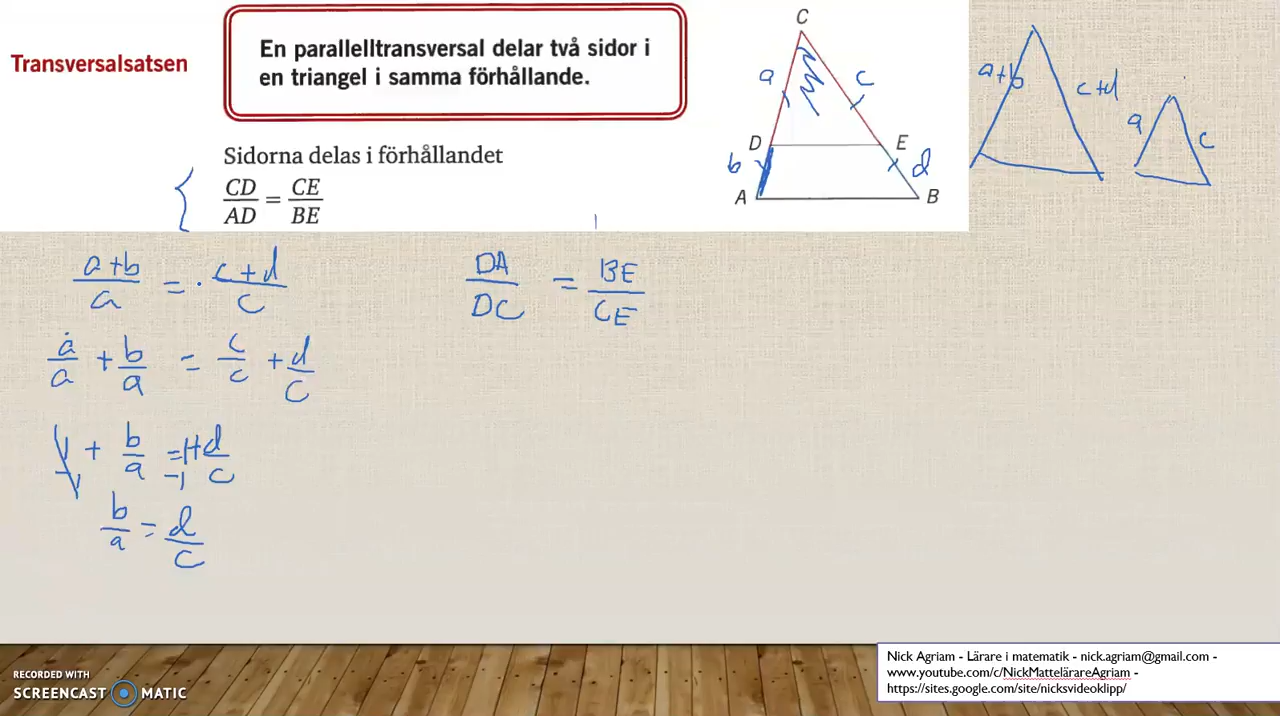 Transversalsatsen
En parallelltransversal delar två sidor i
en triangel i samma förhållande.
Sidorna delas i förhållandet
CD/AD = CE/BE
C
a
c
D
E
b
d
A
B
a+b
c+d
a
c
a+b/a = c+d/c
a/a + b/a = c/c + d/c
1 + b/a = 1+ d/c
-1 -1
b/a = d/c
DA/DC = BE/CE
RECORDED WITH
SCREENCAST MATIC
Nick Agriam - Lärare i matematik - nick.agriam@gmail.com -
www.youtube.com/c/NickMattelärareAgriam -
https://sites.google.com/site/nicksvideoklipp/